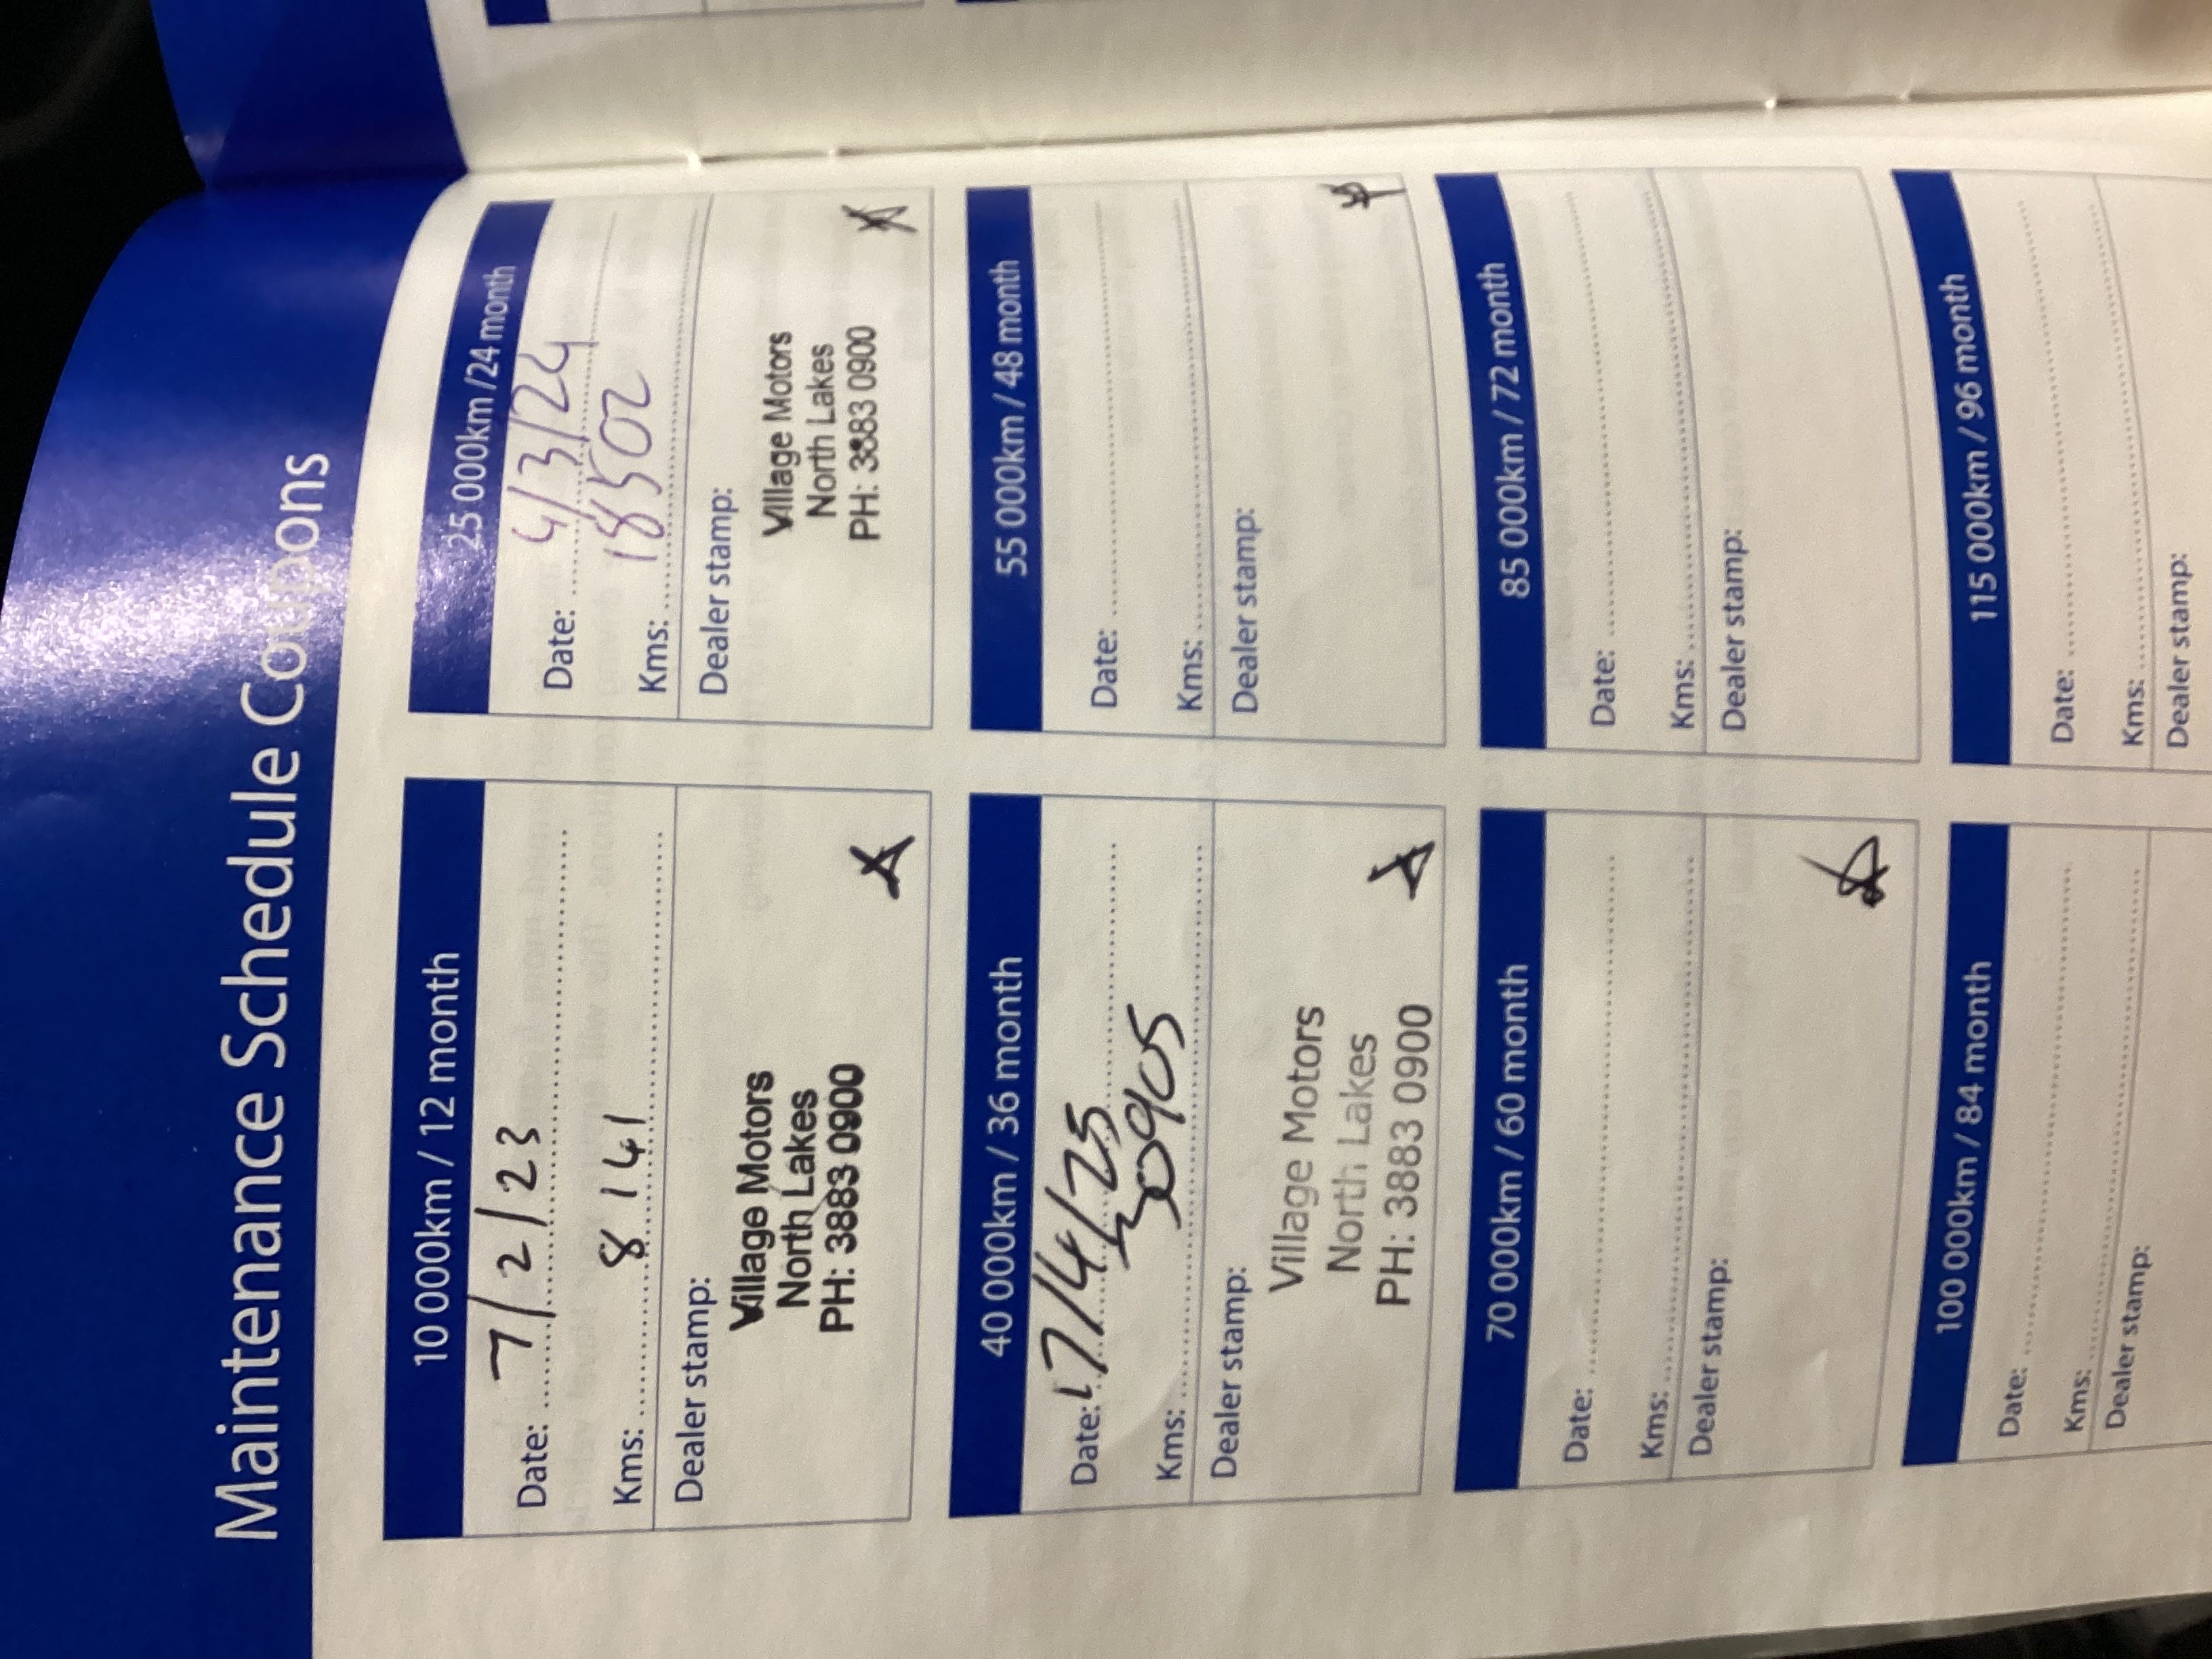 Maintenance Schedule Coupons
10 000km / 12 month
Date: 7/2/23
Kms: 8141
Dealer stamp:
Village Motors
North Lakes
PH: 3883 0900
25 000km /24 month
Date: 4/3/24
Kms: 18502
Dealer stamp:
Village Motors
North Lakes
PH: 3883 0900
40 000km / 36 month
Date: 17/4/25
Kms: 30905
Dealer stamp:
Village Motors
North Lakes
PH: 3883 0900
55 000km / 48 month
Date:
Kms:
Dealer stamp:
70 000km / 60 month
Date:
Kms:
Dealer stamp:
85 000km / 72 month
Date:
Kms:
Dealer stamp:
100 000km / 84 month
Date:
Kms:
Dealer stamp:
115 000km / 96 month
Date:
Kms:
Dealer stamp: